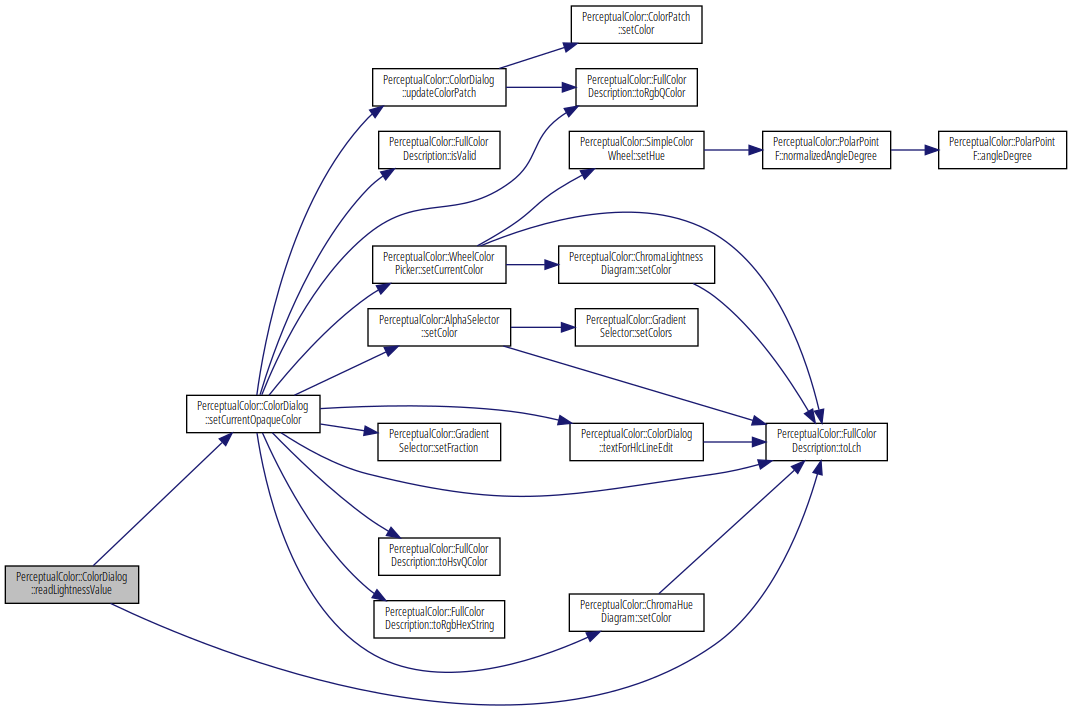 PerceptualColor::ColorPatch
::setColor
PerceptualColor::ColorDialog
::updateColorPatch
PerceptualColor::FullColor
Description::toRgbQColor
PerceptualColor::FullColor
Description::isValid
PerceptualColor::SimpleColor
Wheel::setHue
PerceptualColor::PolarPoint
F::normalizedAngleDegree
PerceptualColor::PolarPoint
F::angleDegree
PerceptualColor::WheelColor
Picker::setCurrentColor
PerceptualColor::ChromaLightness
Diagram::setColor
PerceptualColor::AlphaSelector
::setColor
PerceptualColor::Gradient
Selector::setColors
PerceptualColor::ColorDialog
::setCurrentOpaqueColor
PerceptualColor::Gradient
Selector::setFraction
PerceptualColor::ColorDialog
::textForHlcLineEdit
PerceptualColor::FullColor
Description::toLch
PerceptualColor::FullColor
Description::toHsvQColor
PerceptualColor::ColorDialog
::readLightnessValue
PerceptualColor::FullColor
Description::toRgbHexString
PerceptualColor::ChromaHue
Diagram::setColor